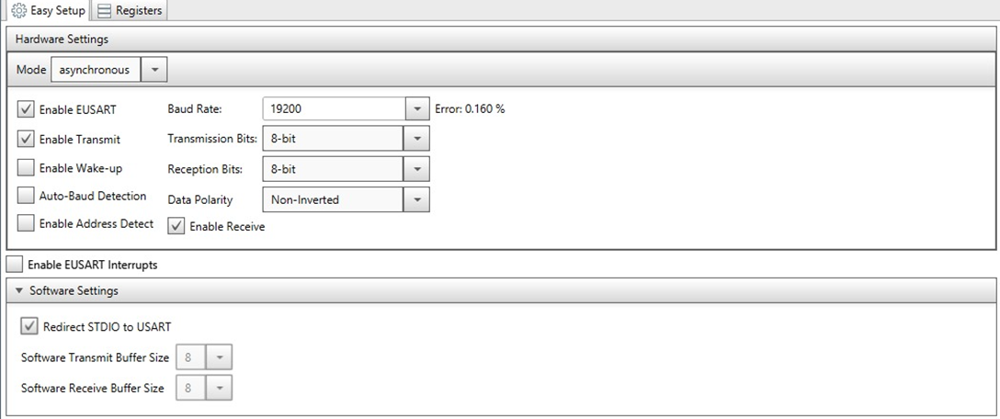 Easy Setup Registers
Hardware Settings
Mode asynchronous
Enable EUSART Baud Rate: 19200 Error: 0.160 %
Enable Transmit Transmission Bits: 8-bit
Enable Wake-up Reception Bits: 8-bit
Auto-Baud Detection Data Polarity Non-Inverted
Enable Address Detect Enable Receive
Enable EUSART Interrupts
Software Settings
Redirect STDIO to USART
Software Transmit Buffer Size 8
Software Receive Buffer Size 8